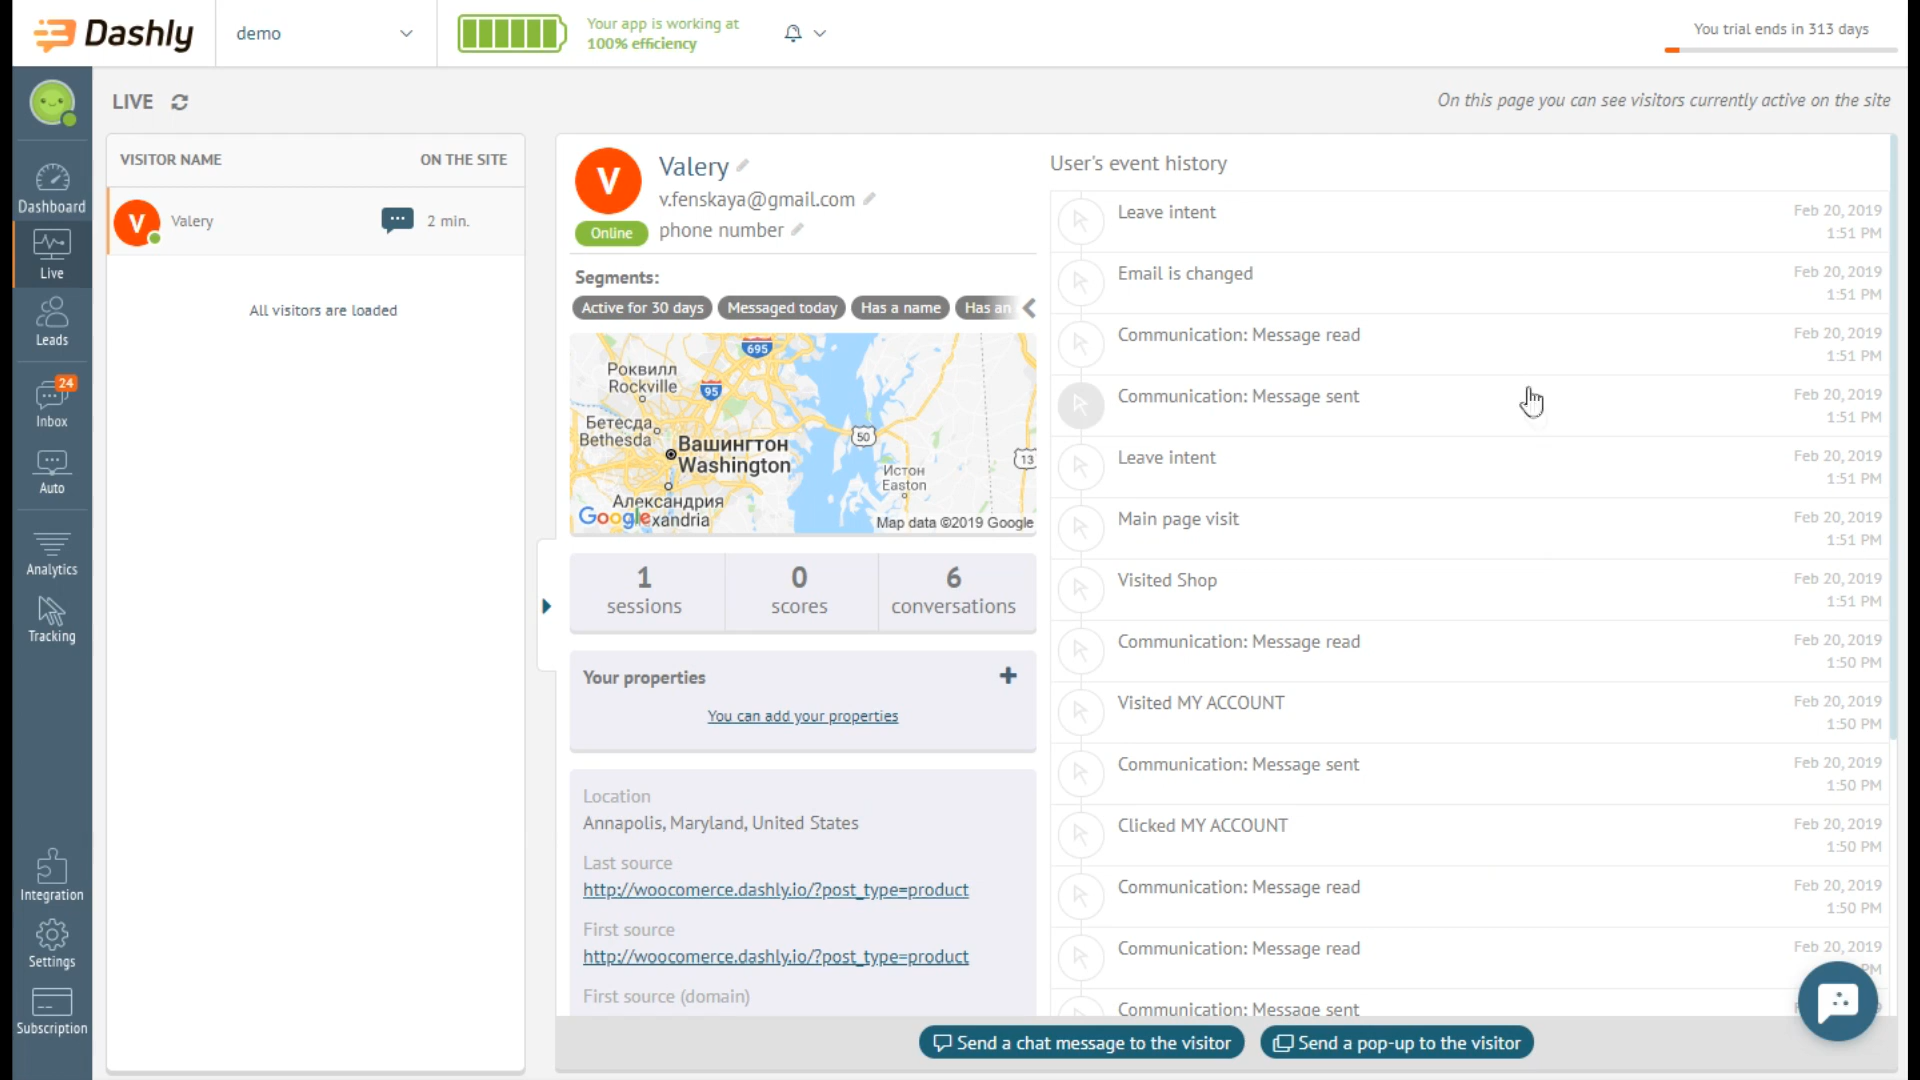 Dashly
demo
Your app is working at
100% efficiency
You trial ends in 313 days
LIVE
On this page you can see visitors currently active on the site
Dashboard
Live
Leads
24
Inbox
Auto
Analytics
Tracking
Integration
Settings
Subscription
VISITOR NAME
ON THE SITE
V
Valery
2 min.
All visitors are loaded
V
Valery
v.fenskaya@gmail.com
Online
phone number
Segments:
Active for 30 days
Messaged today
Has a name
Has an
695
Роквилл
Rockville
95
Бетесда
Bethesda
Вашингтон
Washington
50
13
Истон
Easton
Александрия
Google
exandria
Map data ©2019 Google
1
sessions
0
scores
6
conversations
Your properties
You can add your properties
Location
Annapolis, Maryland, United States
Last source
http://woocomerce.dashly.io/?post_type=product
First source
http://woocomerce.dashly.io/?post_type=product
First source (domain)
User's event history
Leave intent
Feb 20, 2019
1:51 PM
Email is changed
Feb 20, 2019
1:51 PM
Communication: Message read
Feb 20, 2019
1:51 PM
Communication: Message sent
Feb 20, 2019
1:51 PM
Leave intent
Feb 20, 2019
1:51 PM
Main page visit
Feb 20, 2019
1:51 PM
Visited Shop
Feb 20, 2019
1:51 PM
Communication: Message read
Feb 20, 2019
1:50 PM
Visited MY ACCOUNT
Feb 20, 2019
1:50 PM
Communication: Message sent
Feb 20, 2019
1:50 PM
Clicked MY ACCOUNT
Feb 20, 2019
1:50 PM
Communication: Message read
Feb 20, 2019
1:50 PM
Communication: Message read
Feb 20, 2019
PM
Communication: Message sent
Send a chat message to the visitor
Send a pop-up to the visitor